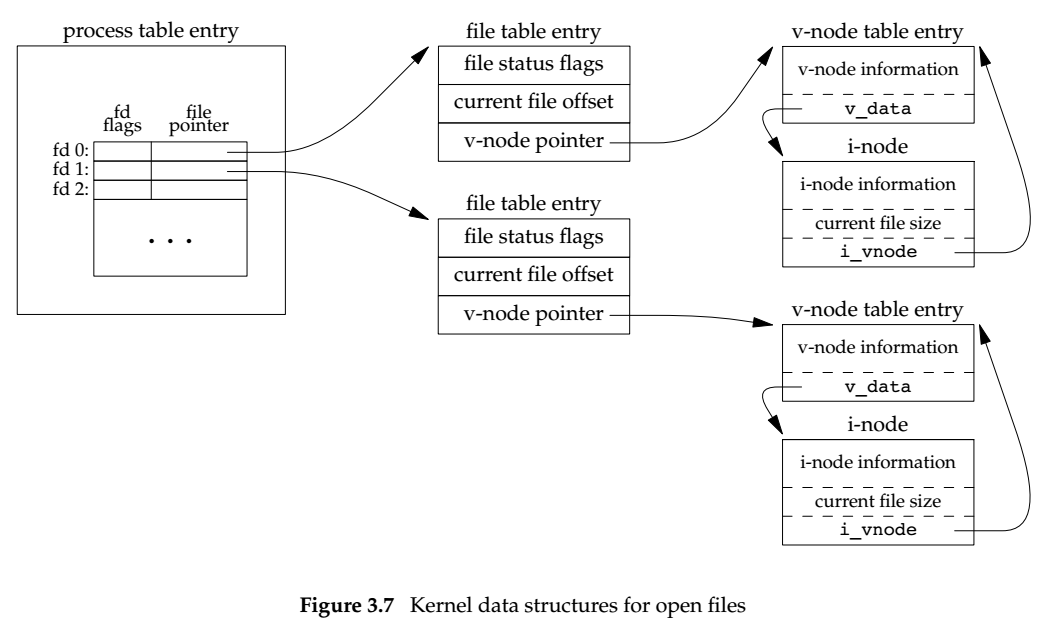 process table entry
fd
flags
file
pointer
fd 0:
fd 1:
fd 2:
. . .
file table entry
file status flags
current file offset
v-node pointer
file table entry
file status flags
current file offset
v-node pointer
v-node table entry
v-node information
v_data
i-node
i-node information
current file size
i_vnode
v-node table entry
v-node information
v_data
i-node
i-node information
current file size
i_vnode
Figure 3.7 Kernel data structures for open files